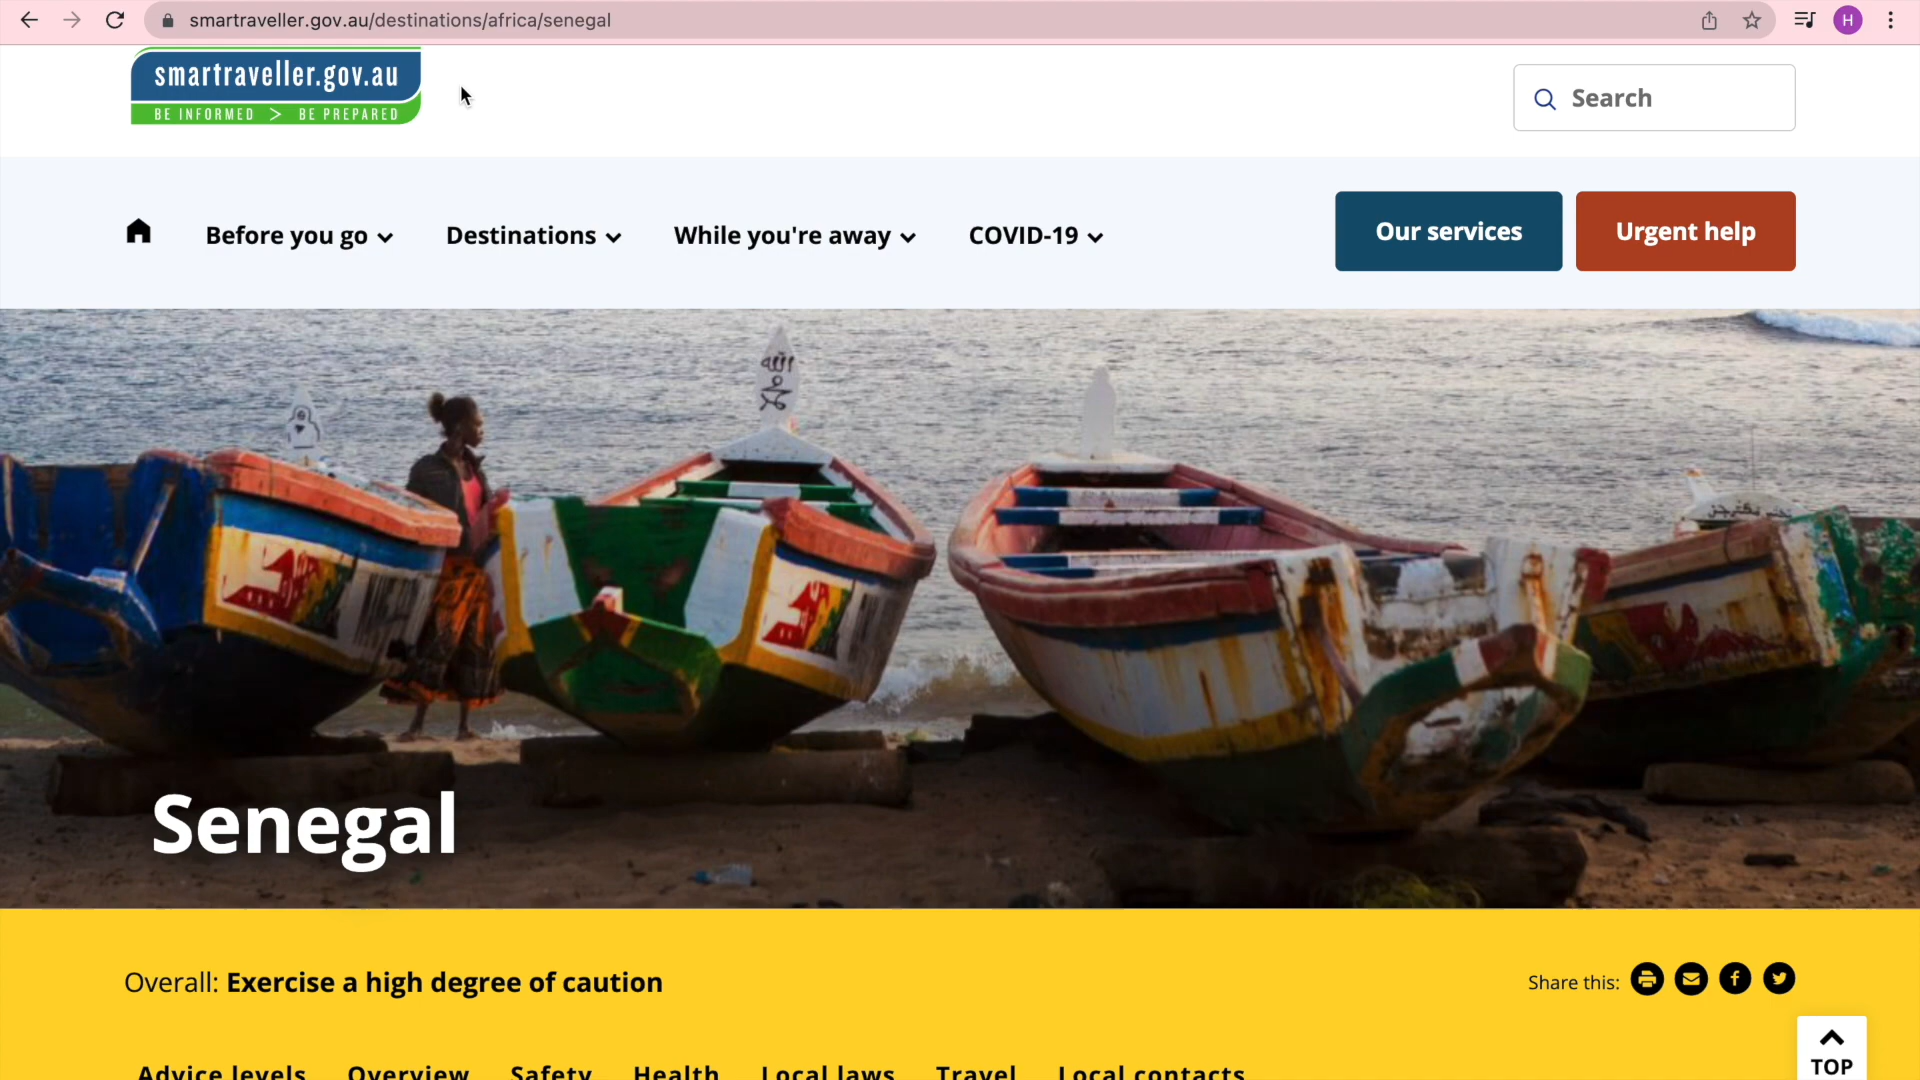 smartraveller.gov.au/destinations/africa/senegal
H
smartraveller.gov.au
BE INFORMED > BE PREPARED
Search
Before you go
Destinations
While you're away
COVID-19
Our services
Urgent help
الله
Senegal
Overall: Exercise a high degree of caution
Share this:
TOP
Advice levels
Overview
Safety
Health
Local laws
Travel
Local contacts